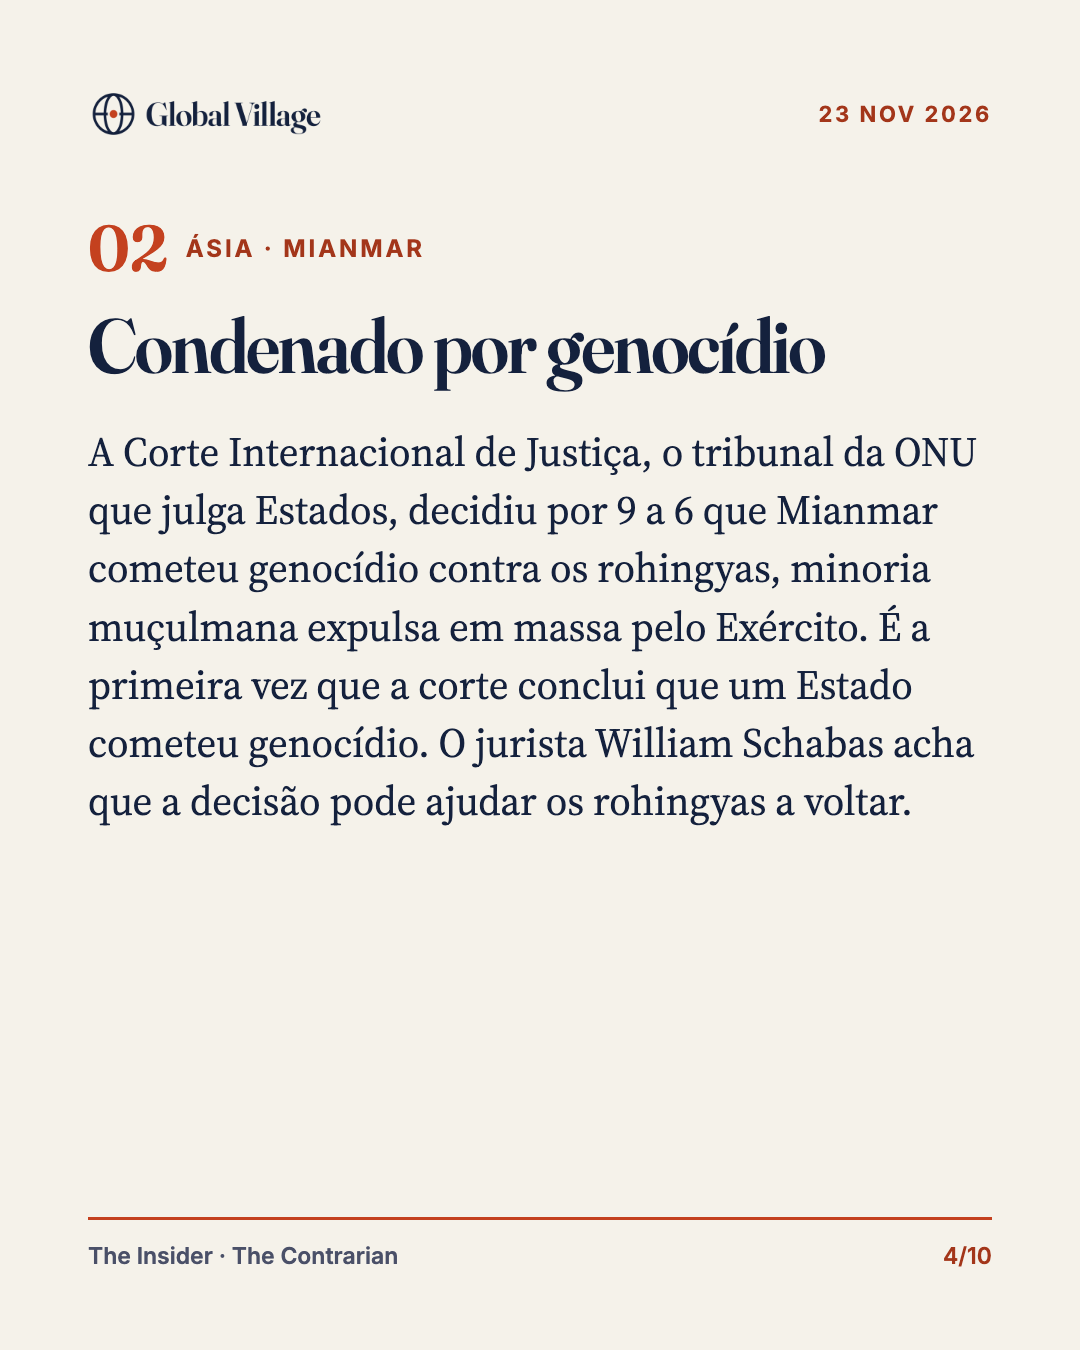 Global Village
23 NOV 2026
02 ÁSIA · MIANMAR
Condenado por genocídio
A Corte Internacional de Justiça, o tribunal da ONU
que julga Estados, decidiu por 9 a 6 que Mianmar
cometeu genocídio contra os rohingyas, minoria
muçulmana expulsa em massa pelo Exército. É a
primeira vez que a corte conclui que um Estado
cometeu genocídio. O jurista William Schabas acha
que a decisão pode ajudar os rohingyas a voltar.
The Insider · The Contrarian
4/10